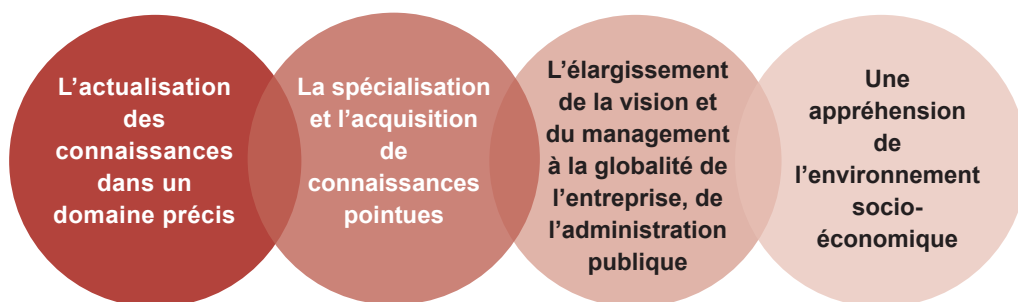 L’actualisation
des
connaissances
dans un
domaine précis
La spécialisation
et l’acquisition
de
connaissances
pointues
L’élargissement
de la vision et
du management
à la globalité de
l’entreprise, de
l’administration
publique
Une
appréhension
de
l’environnement
socio-
économique